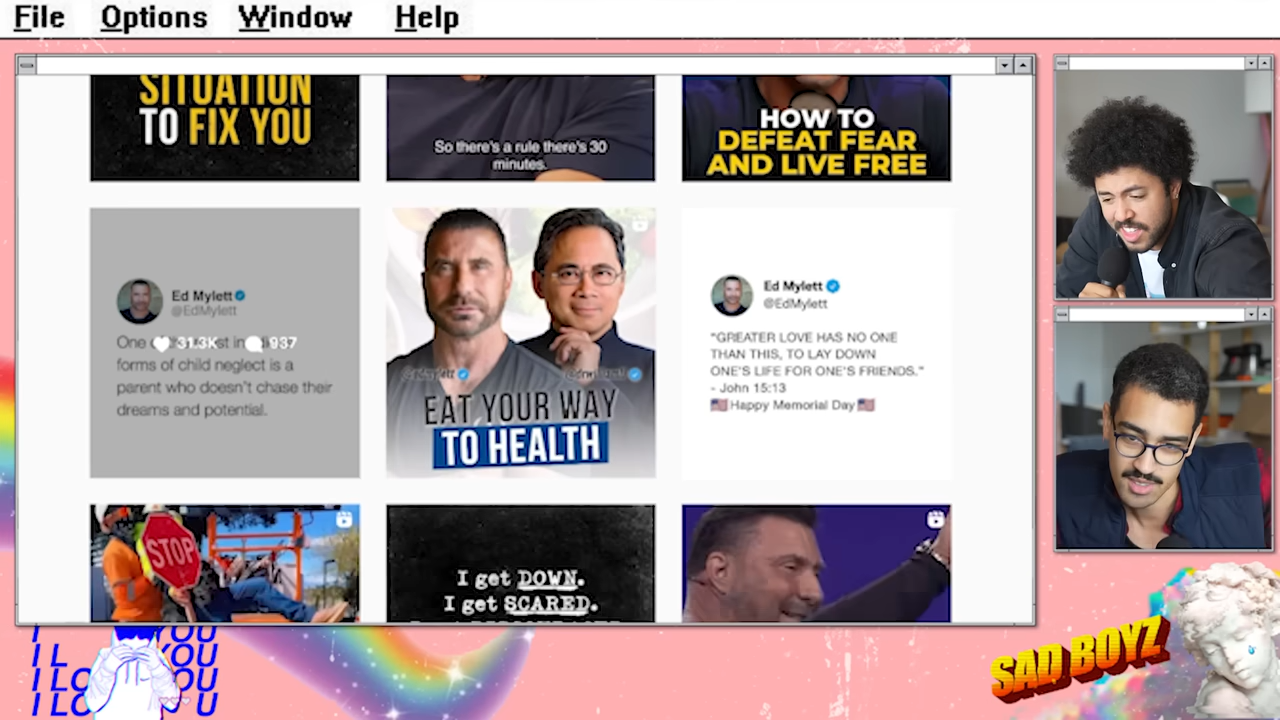 File Options Window Help
SITUATION
TO FIX YOU
So there's a rule there's 30
minutes.
HOW TO
DEFEAT FEAR
AND LIVE FREE
Ed Mylett
@EdMylett
One
31.3K
937
forms of child neglect is a
parent who doesn't chase their
dreams and potential.
EAT YOUR WAY
TO HEALTH
Ed Mylett
@EdMylett
"GREATER LOVE HAS NO ONE
THAN THIS, TO LAY DOWN
ONE'S LIFE FOR ONE'S FRIENDS."
- John 15:13
🇺🇸Happy Memorial Day🇺🇸
STOP
I get DOWN.
I get SCARED.
SAD BOYZ